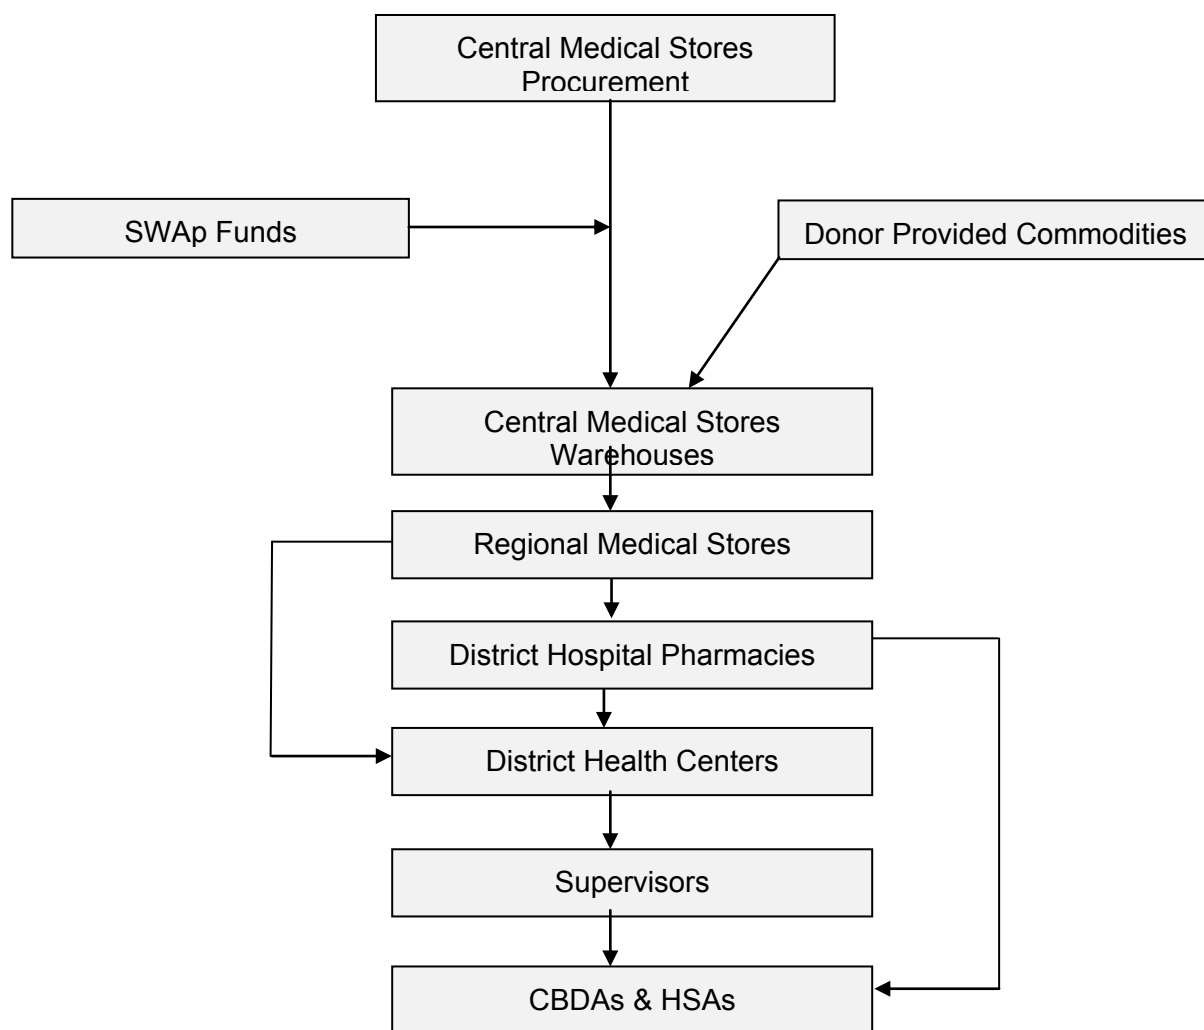 Central Medical Stores
Procurement
SWAp Funds
Donor Provided Commodities
Central Medical Stores
Warehouses
Regional Medical Stores
District Hospital Pharmacies
District Health Centers
Supervisors
CBDAs & HSAs